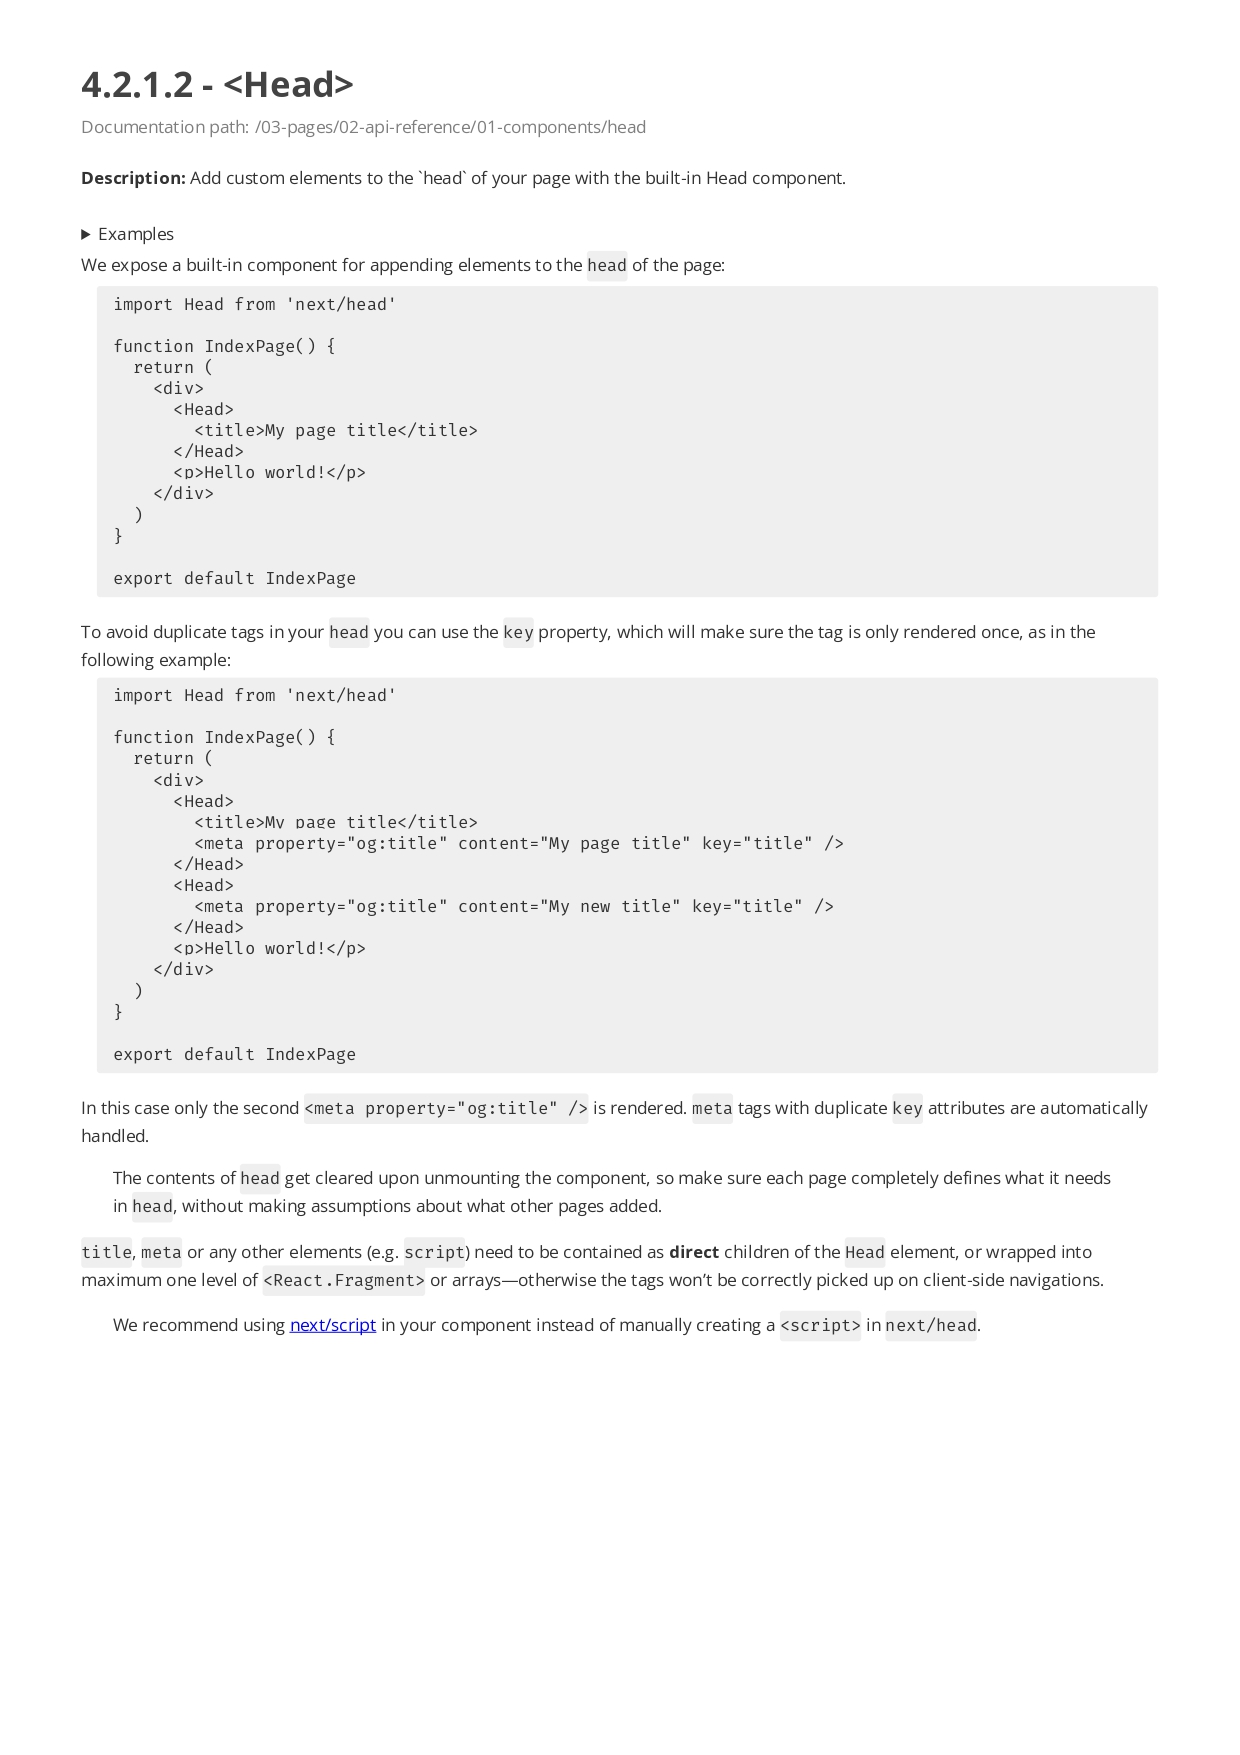 4.2.1.2 - <Head>
Documentation path: /03-pages/02-api-reference/01-components/head
Description: Add custom elements to the `head` of your page with the built-in Head component.
▶ Examples
We expose a built-in component for appending elements to the head of the page:
import Head from 'next/head'

function IndexPage() {
  return (
    <div>
      <Head>
        <title>My page title</title>
      </Head>
      <p>Hello world!</p>
    </div>
  )
}

export default IndexPage
To avoid duplicate tags in your head you can use the key property, which will make sure the tag is only rendered once, as in the
following example:
import Head from 'next/head'

function IndexPage() {
  return (
    <div>
      <Head>
        <title>My page title</title>
        <meta property="og:title" content="My page title" key="title" />
      </Head>
      <Head>
        <meta property="og:title" content="My new title" key="title" />
      </Head>
      <p>Hello world!</p>
    </div>
  )
}

export default IndexPage
In this case only the second <meta property="og:title" /> is rendered. meta tags with duplicate key attributes are automatically
handled.
The contents of head get cleared upon unmounting the component, so make sure each page completely defines what it needs
in head, without making assumptions about what other pages added.
title, meta or any other elements (e.g. script) need to be contained as direct children of the Head element, or wrapped into
maximum one level of <React.Fragment> or arrays—otherwise the tags won’t be correctly picked up on client-side navigations.
We recommend using next/script in your component instead of manually creating a <script> in next/head.